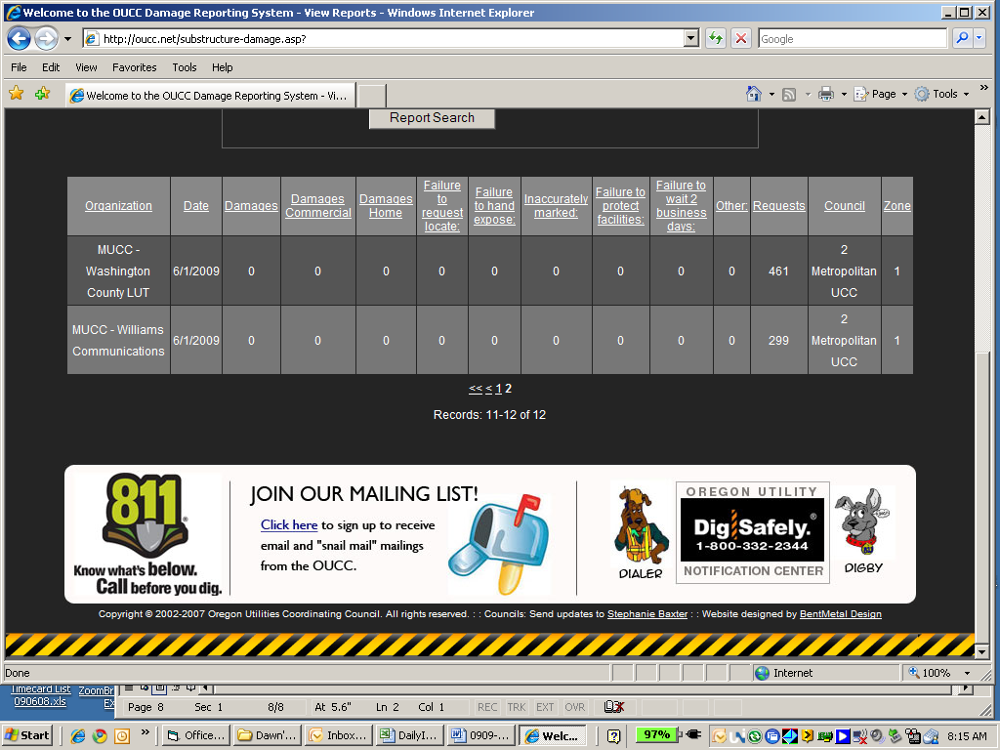 Welcome to the OUCC Damage Reporting System - View Reports - Windows Internet Explorer
http://oucc.net/substructure-damage.asp?
Google
File Edit View Favorites Tools Help
Welcome to the OUCC Damage Reporting System - Vi...
Page Tools »
Report Search
Organization Date Damages Damages Commercial Damages Home Failure to request locate: Failure to hand expose: Inaccurately marked: Failure to protect facilities: Failure to wait 2 business days: Other: Requests Council Zone
MUCC - Washington County LUT 6/1/2009 0 0 0 0 0 0 0 0 0 461 2 Metropolitan UCC 1
MUCC - Williams Communications 6/1/2009 0 0 0 0 0 0 0 0 0 299 2 Metropolitan UCC 1
<< < 1 2
Records: 11-12 of 12
811®
Know what's below.
Call before you dig.
JOIN OUR MAILING LIST!
Click here to sign up to receive
email and "snail mail" mailings
from the OUCC.
DIALER
OREGON UTILITY
Dig Safely.®
1-800-332-2344
NOTIFICATION CENTER
DIGBY
Copyright © 2002-2007 Oregon Utilities Coordinating Council. All rights reserved. : : Councils: Send updates to Stephanie Baxter : : Website designed by BentMetal Design
Done Internet 100%
Timecard List
090608.xls
ZoomBr
EX
Page 8 Sec 1 8/8 At 5.6" Ln 2 Col 1 REC TRK EXT OVR
Start » Office... Dawn'... Inbox... DailyI... 0909-... Welc... 97% 8:15 AM